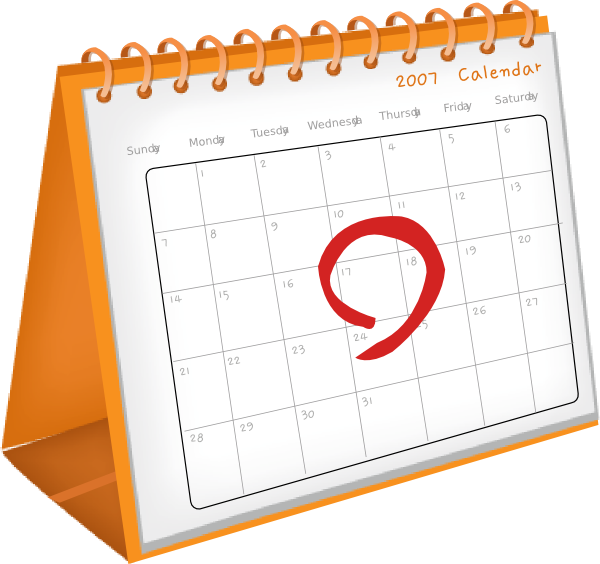 2007 Calendar
Sunday Monday Tuesday Wednesday Thursday Friday Saturday
1 2 3 4 5 6
7 8 9 10 11 12 13
14 15 16 17 18 19 20
21 22 23 24 25 26 27
28 29 30 31